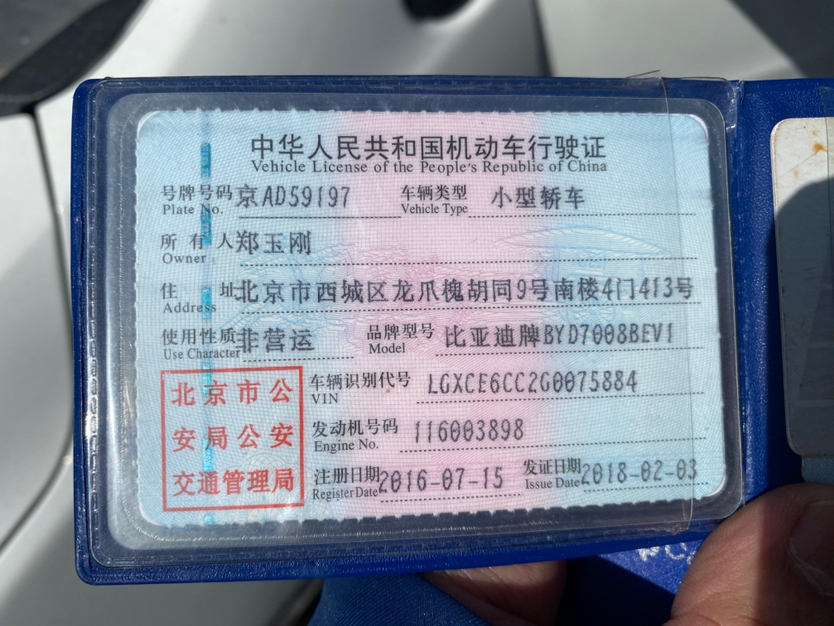 中华人民共和国机动车行驶证
Vehicle License of the People's Republic of China
号牌号码 京AD59197 车辆类型 小型轿车
Plate No. Vehicle Type
所有人 郑玉刚
Owner
住址 北京市西城区龙爪槐胡同9号南楼4门413号
Address
使用性质 非营运 品牌型号 比亚迪牌BYD7008BEV1
Use Character Model
北京市公
安局公安
交通管理局
车辆识别代号 LGXCE6CC2G0075884
VIN
发动机号码 116003898
Engine No.
注册日期 2016-07-15 发证日期 2018-02-03
Register Date Issue Date